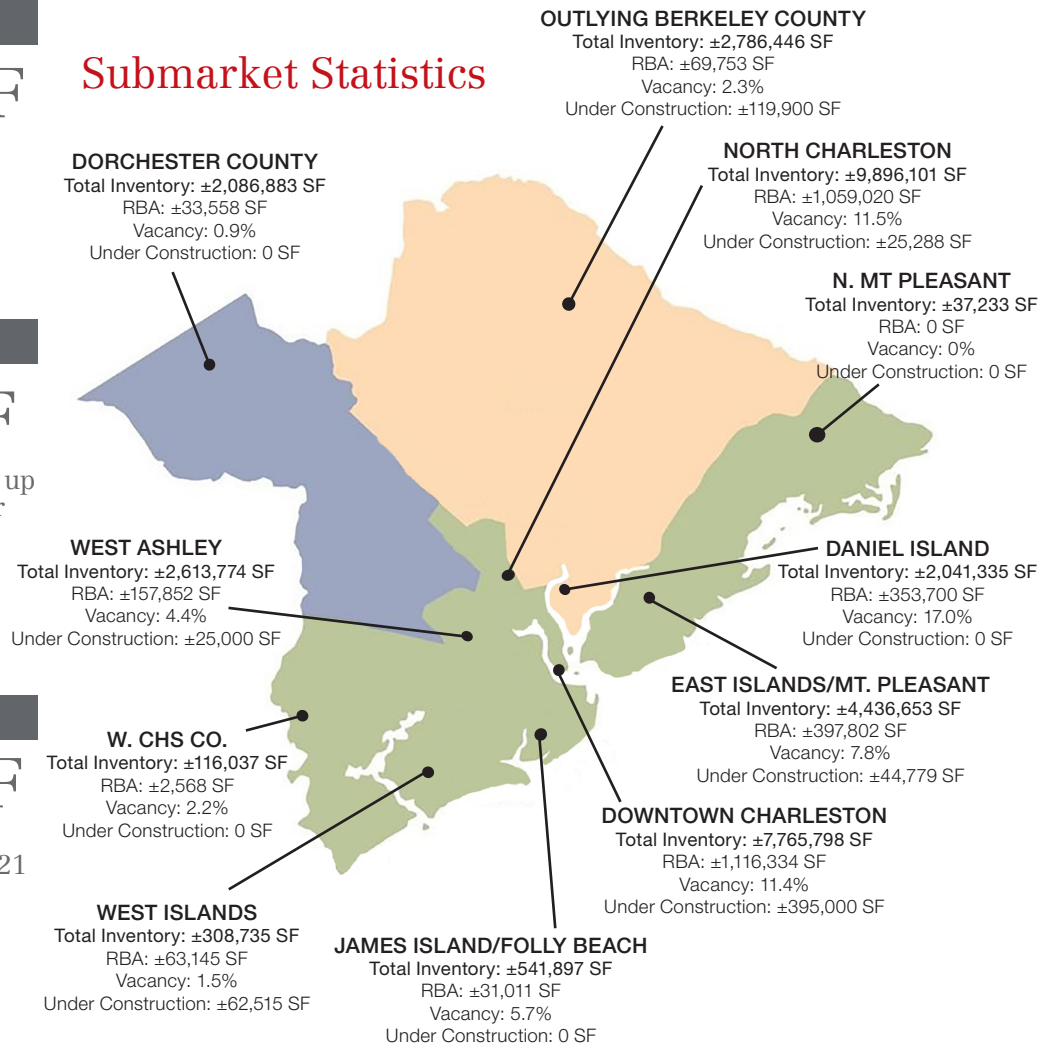 Submarket Statistics
OUTLYING BERKELEY COUNTY
Total Inventory: ±2,786,446 SF
RBA: ±69,753 SF
Vacancy: 2.3%
Under Construction: ±119,900 SF
DORCHESTER COUNTY
Total Inventory: ±2,086,883 SF
RBA: ±33,558 SF
Vacancy: 0.9%
Under Construction: 0 SF
NORTH CHARLESTON
Total Inventory: ±9,896,101 SF
RBA: ±1,059,020 SF
Vacancy: 11.5%
Under Construction: ±25,288 SF
N. MT PLEASANT
Total Inventory: ±37,233 SF
RBA: 0 SF
Vacancy: 0%
Under Construction: 0 SF
F
F
up
r
WEST ASHLEY
Total Inventory: ±2,613,774 SF
RBA: ±157,852 SF
Vacancy: 4.4%
Under Construction: ±25,000 SF
DANIEL ISLAND
Total Inventory: ±2,041,335 SF
RBA: ±353,700 SF
Vacancy: 17.0%
Under Construction: 0 SF
EAST ISLANDS/MT. PLEASANT
Total Inventory: ±4,436,653 SF
RBA: ±397,802 SF
Vacancy: 7.8%
Under Construction: ±44,779 SF
W. CHS CO.
Total Inventory: ±116,037 SF
RBA: ±2,568 SF
Vacancy: 2.2%
Under Construction: 0 SF
F
21
DOWNTOWN CHARLESTON
Total Inventory: ±7,765,798 SF
RBA: ±1,116,334 SF
Vacancy: 11.4%
Under Construction: ±395,000 SF
WEST ISLANDS
Total Inventory: ±308,735 SF
RBA: ±63,145 SF
Vacancy: 1.5%
Under Construction: ±62,515 SF
JAMES ISLAND/FOLLY BEACH
Total Inventory: ±541,897 SF
RBA: ±31,011 SF
Vacancy: 5.7%
Under Construction: 0 SF